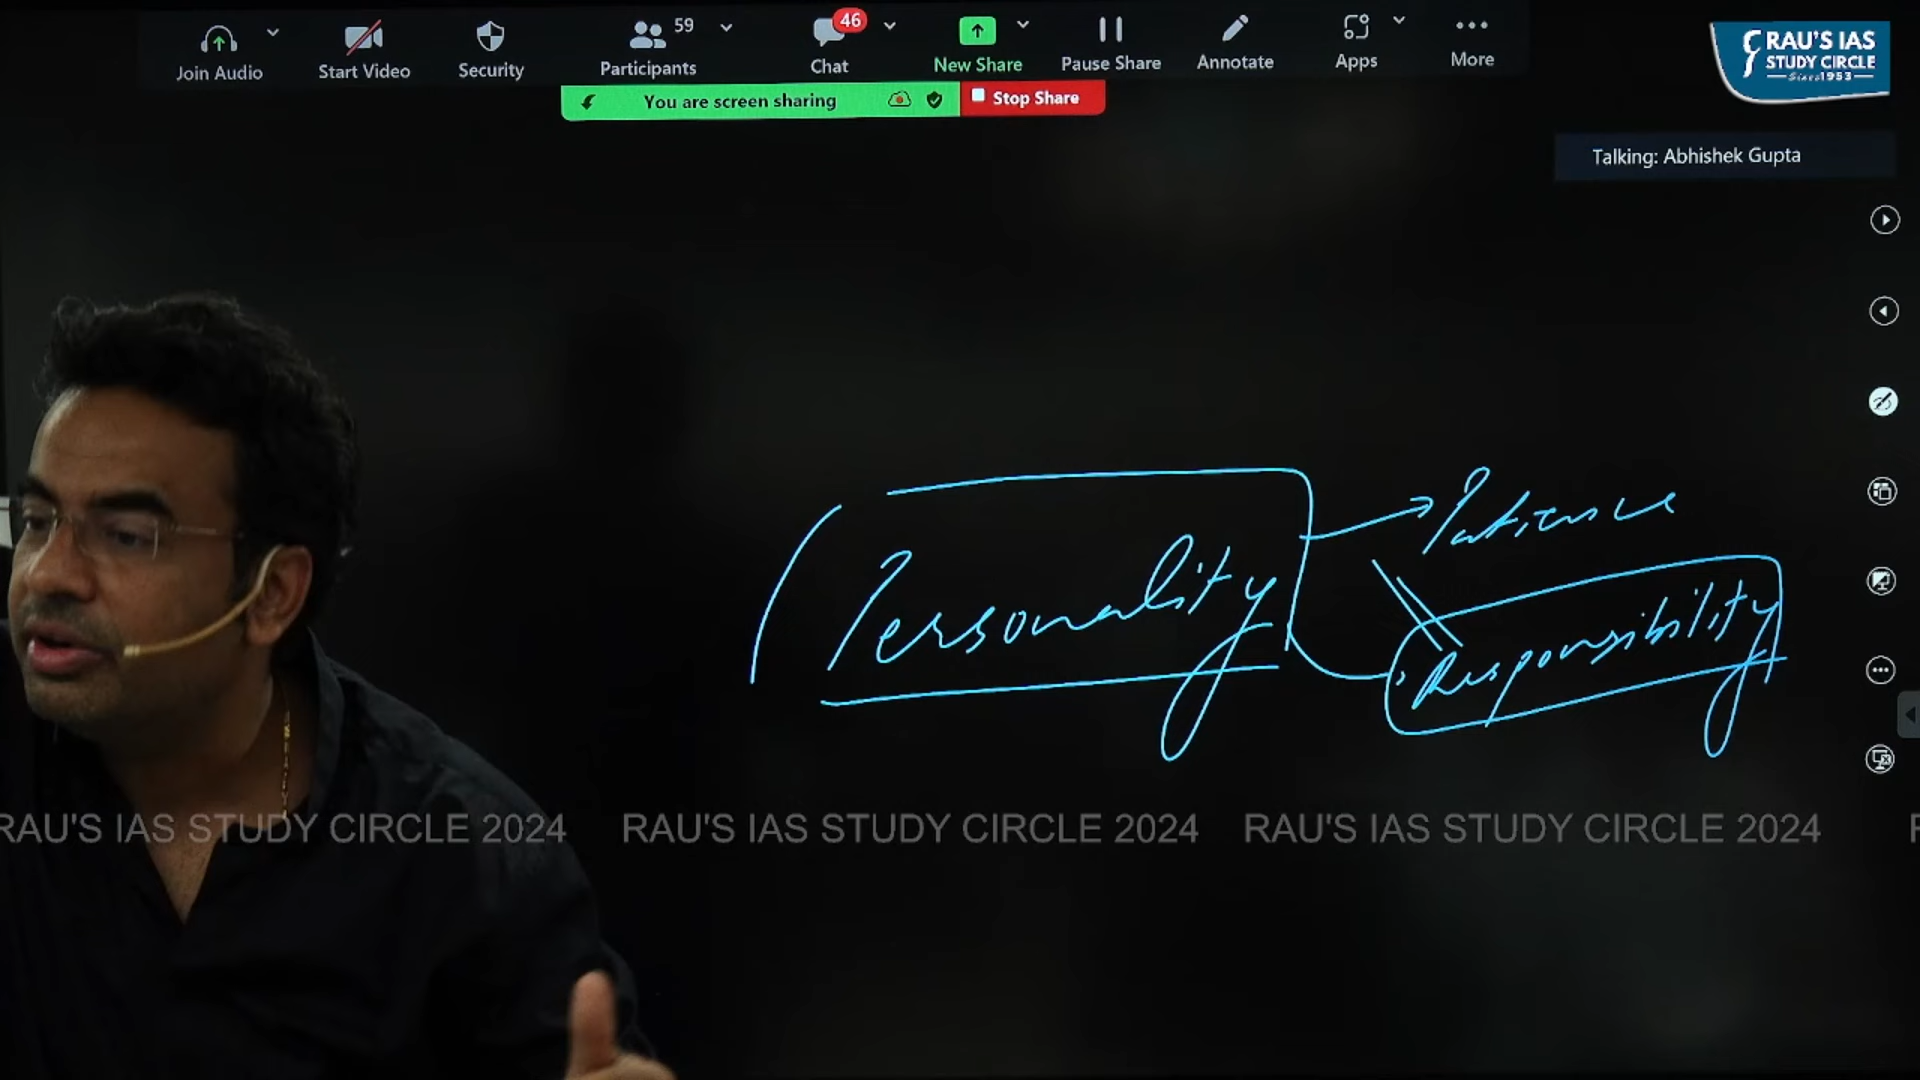 59
46
Join Audio
Start Video
Security
Participants
Chat
New Share
Pause Share
Annotate
Apps
More
You are screen sharing
Stop Share
RAU'S IAS
STUDY CIRCLE
Since 1953
Talking: Abhishek Gupta
Patience
Personality
Responsibility
RAU'S IAS STUDY CIRCLE 2024 RAU'S IAS STUDY CIRCLE 2024 RAU'S IAS STUDY CIRCLE 2024